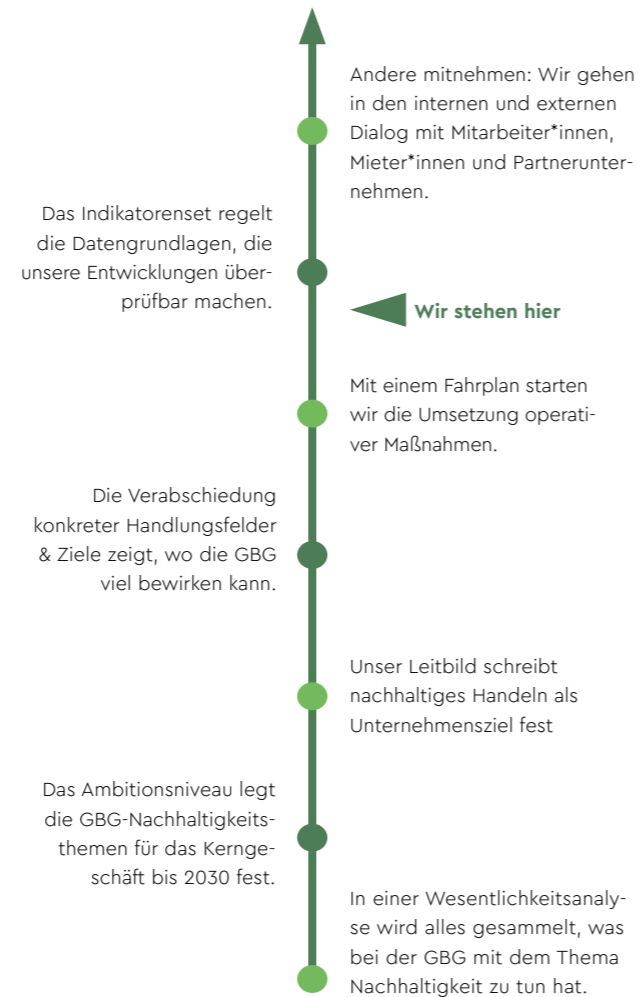 Andere mitnehmen: Wir gehen
in den internen und externen
Dialog mit Mitarbeiter*innen,
Mieter*innen und Partnerunter-
nehmen.
Das Indikatorenset regelt
die Datengrundlagen, die
unsere Entwicklungen über-
prüfbar machen.
Wir stehen hier
Mit einem Fahrplan starten
wir die Umsetzung operati-
ver Maßnahmen.
Die Verabschiedung
konkreter Handlungsfelder
& Ziele zeigt, wo die GBG
viel bewirken kann.
Unser Leitbild schreibt
nachhaltiges Handeln als
Unternehmensziel fest
Das Ambitionsniveau legt
die GBG-Nachhaltigkeits-
themen für das Kernge-
schäft bis 2030 fest.
In einer Wesentlichkeitsanaly-
se wird alles gesammelt, was
bei der GBG mit dem Thema
Nachhaltigkeit zu tun hat.